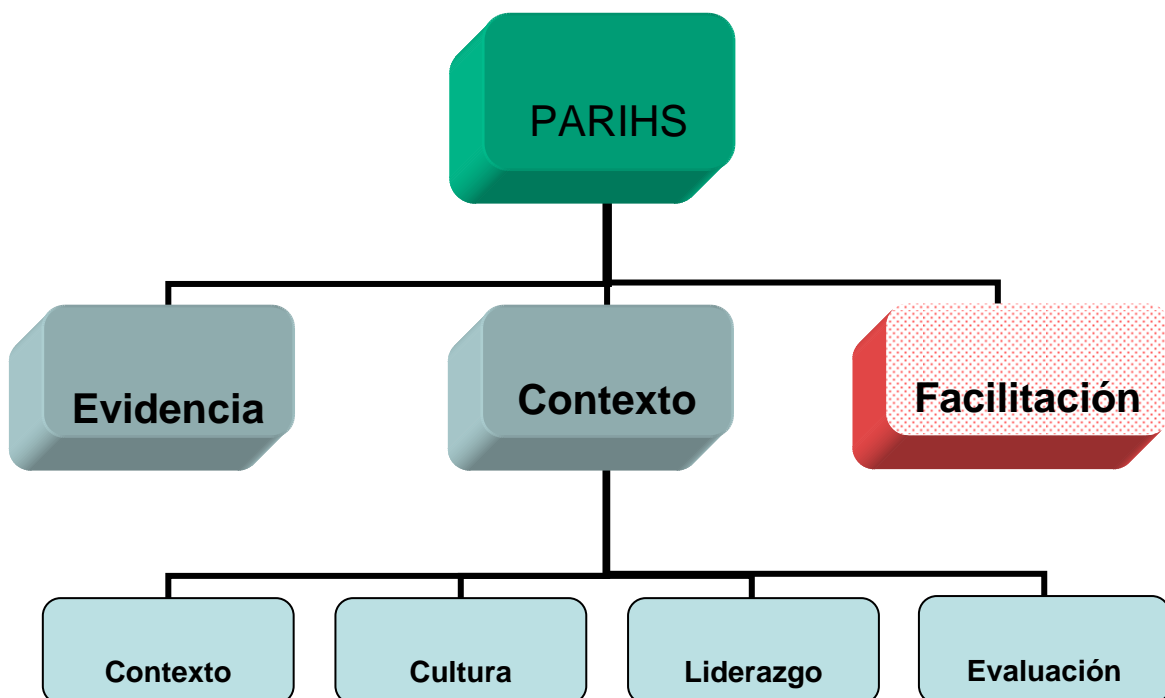 PARIHS
Evidencia
Contexto
Facilitación
Contexto
Cultura
Liderazgo
Evaluación